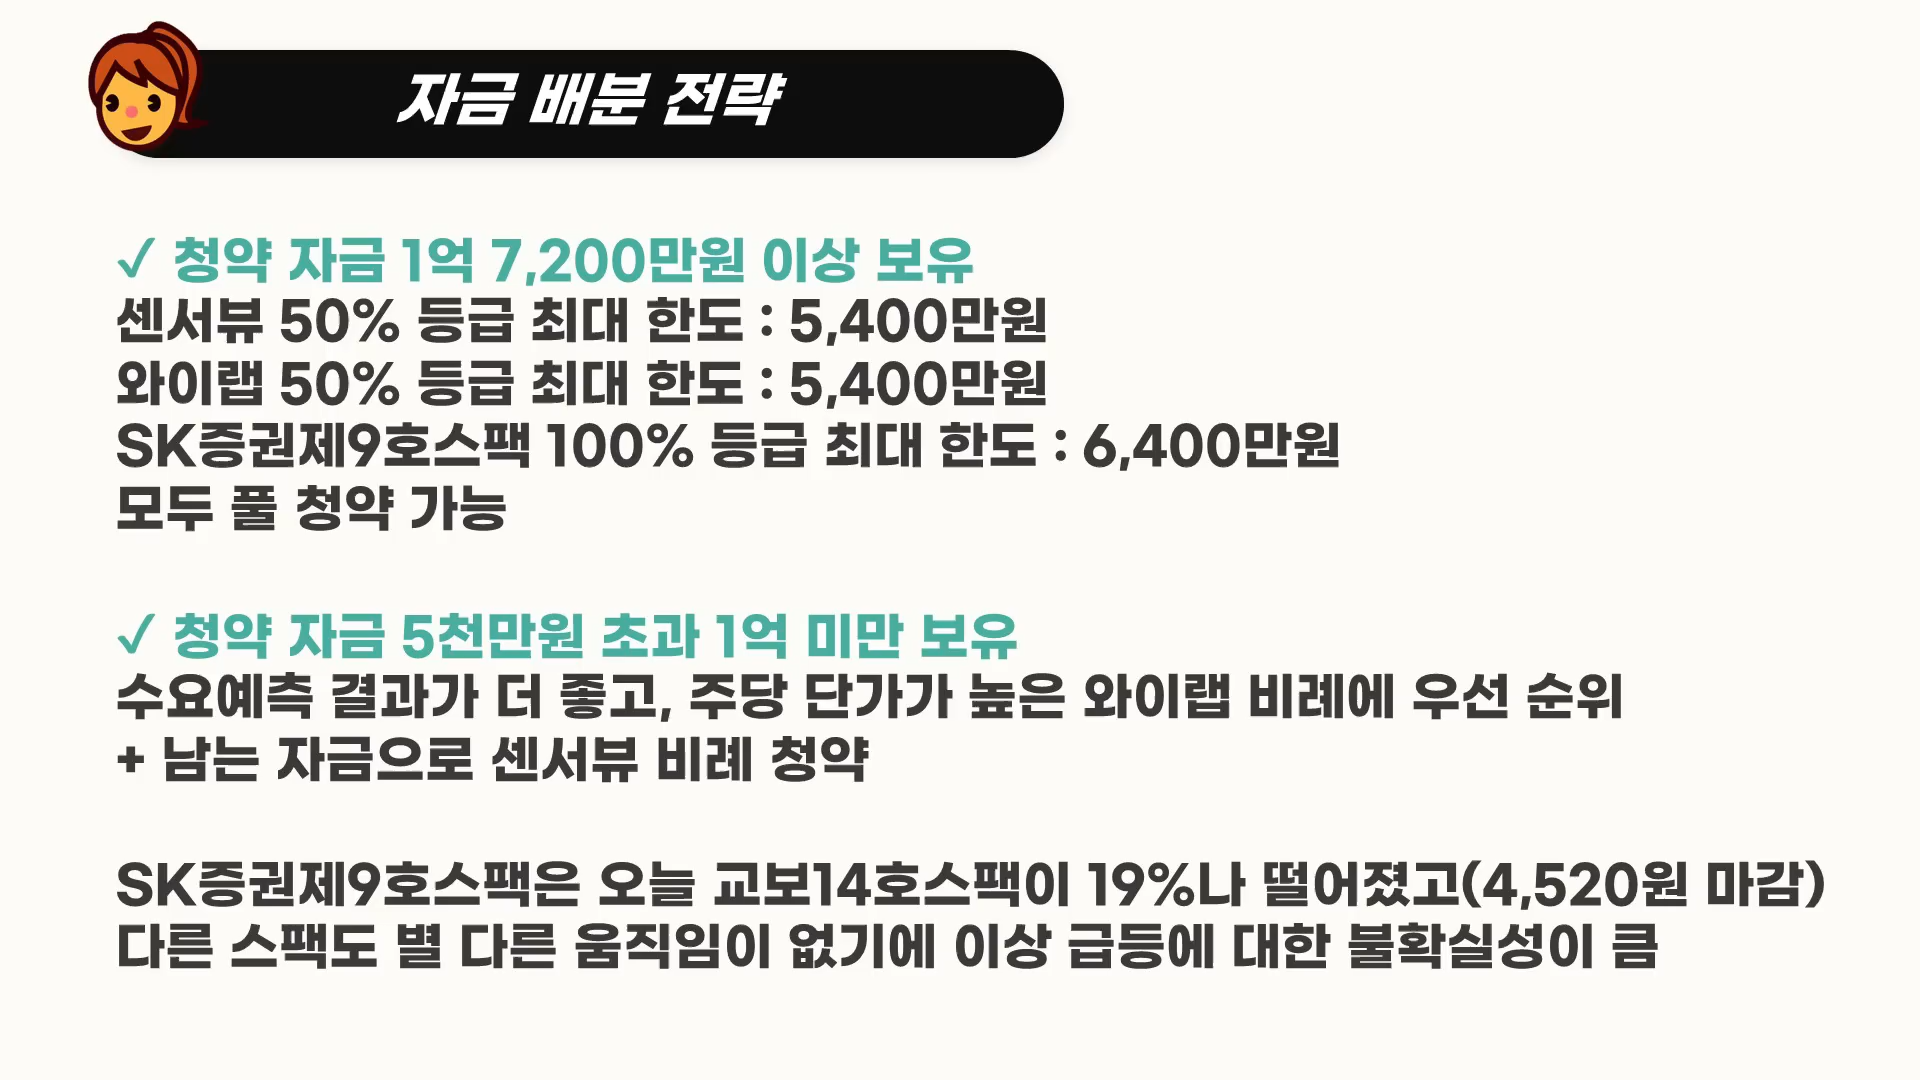 자금 배분 전략
✓ 청약 자금 1억 7,200만원 이상 보유
센서뷰 50% 등급 최대 한도 : 5,400만원
와이랩 50% 등급 최대 한도 : 5,400만원
SK증권제9호스팩 100% 등급 최대 한도 : 6,400만원
모두 풀 청약 가능
✓ 청약 자금 5천만원 초과 1억 미만 보유
수요예측 결과가 더 좋고, 주당 단가가 높은 와이랩 비례에 우선 순위
+ 남는 자금으로 센서뷰 비례 청약
SK증권제9호스팩은 오늘 교보14호스팩이 19%나 떨어졌고(4,520원 마감)
다른 스팩도 별 다른 움직임이 없기에 이상 급등에 대한 불확실성이 큼